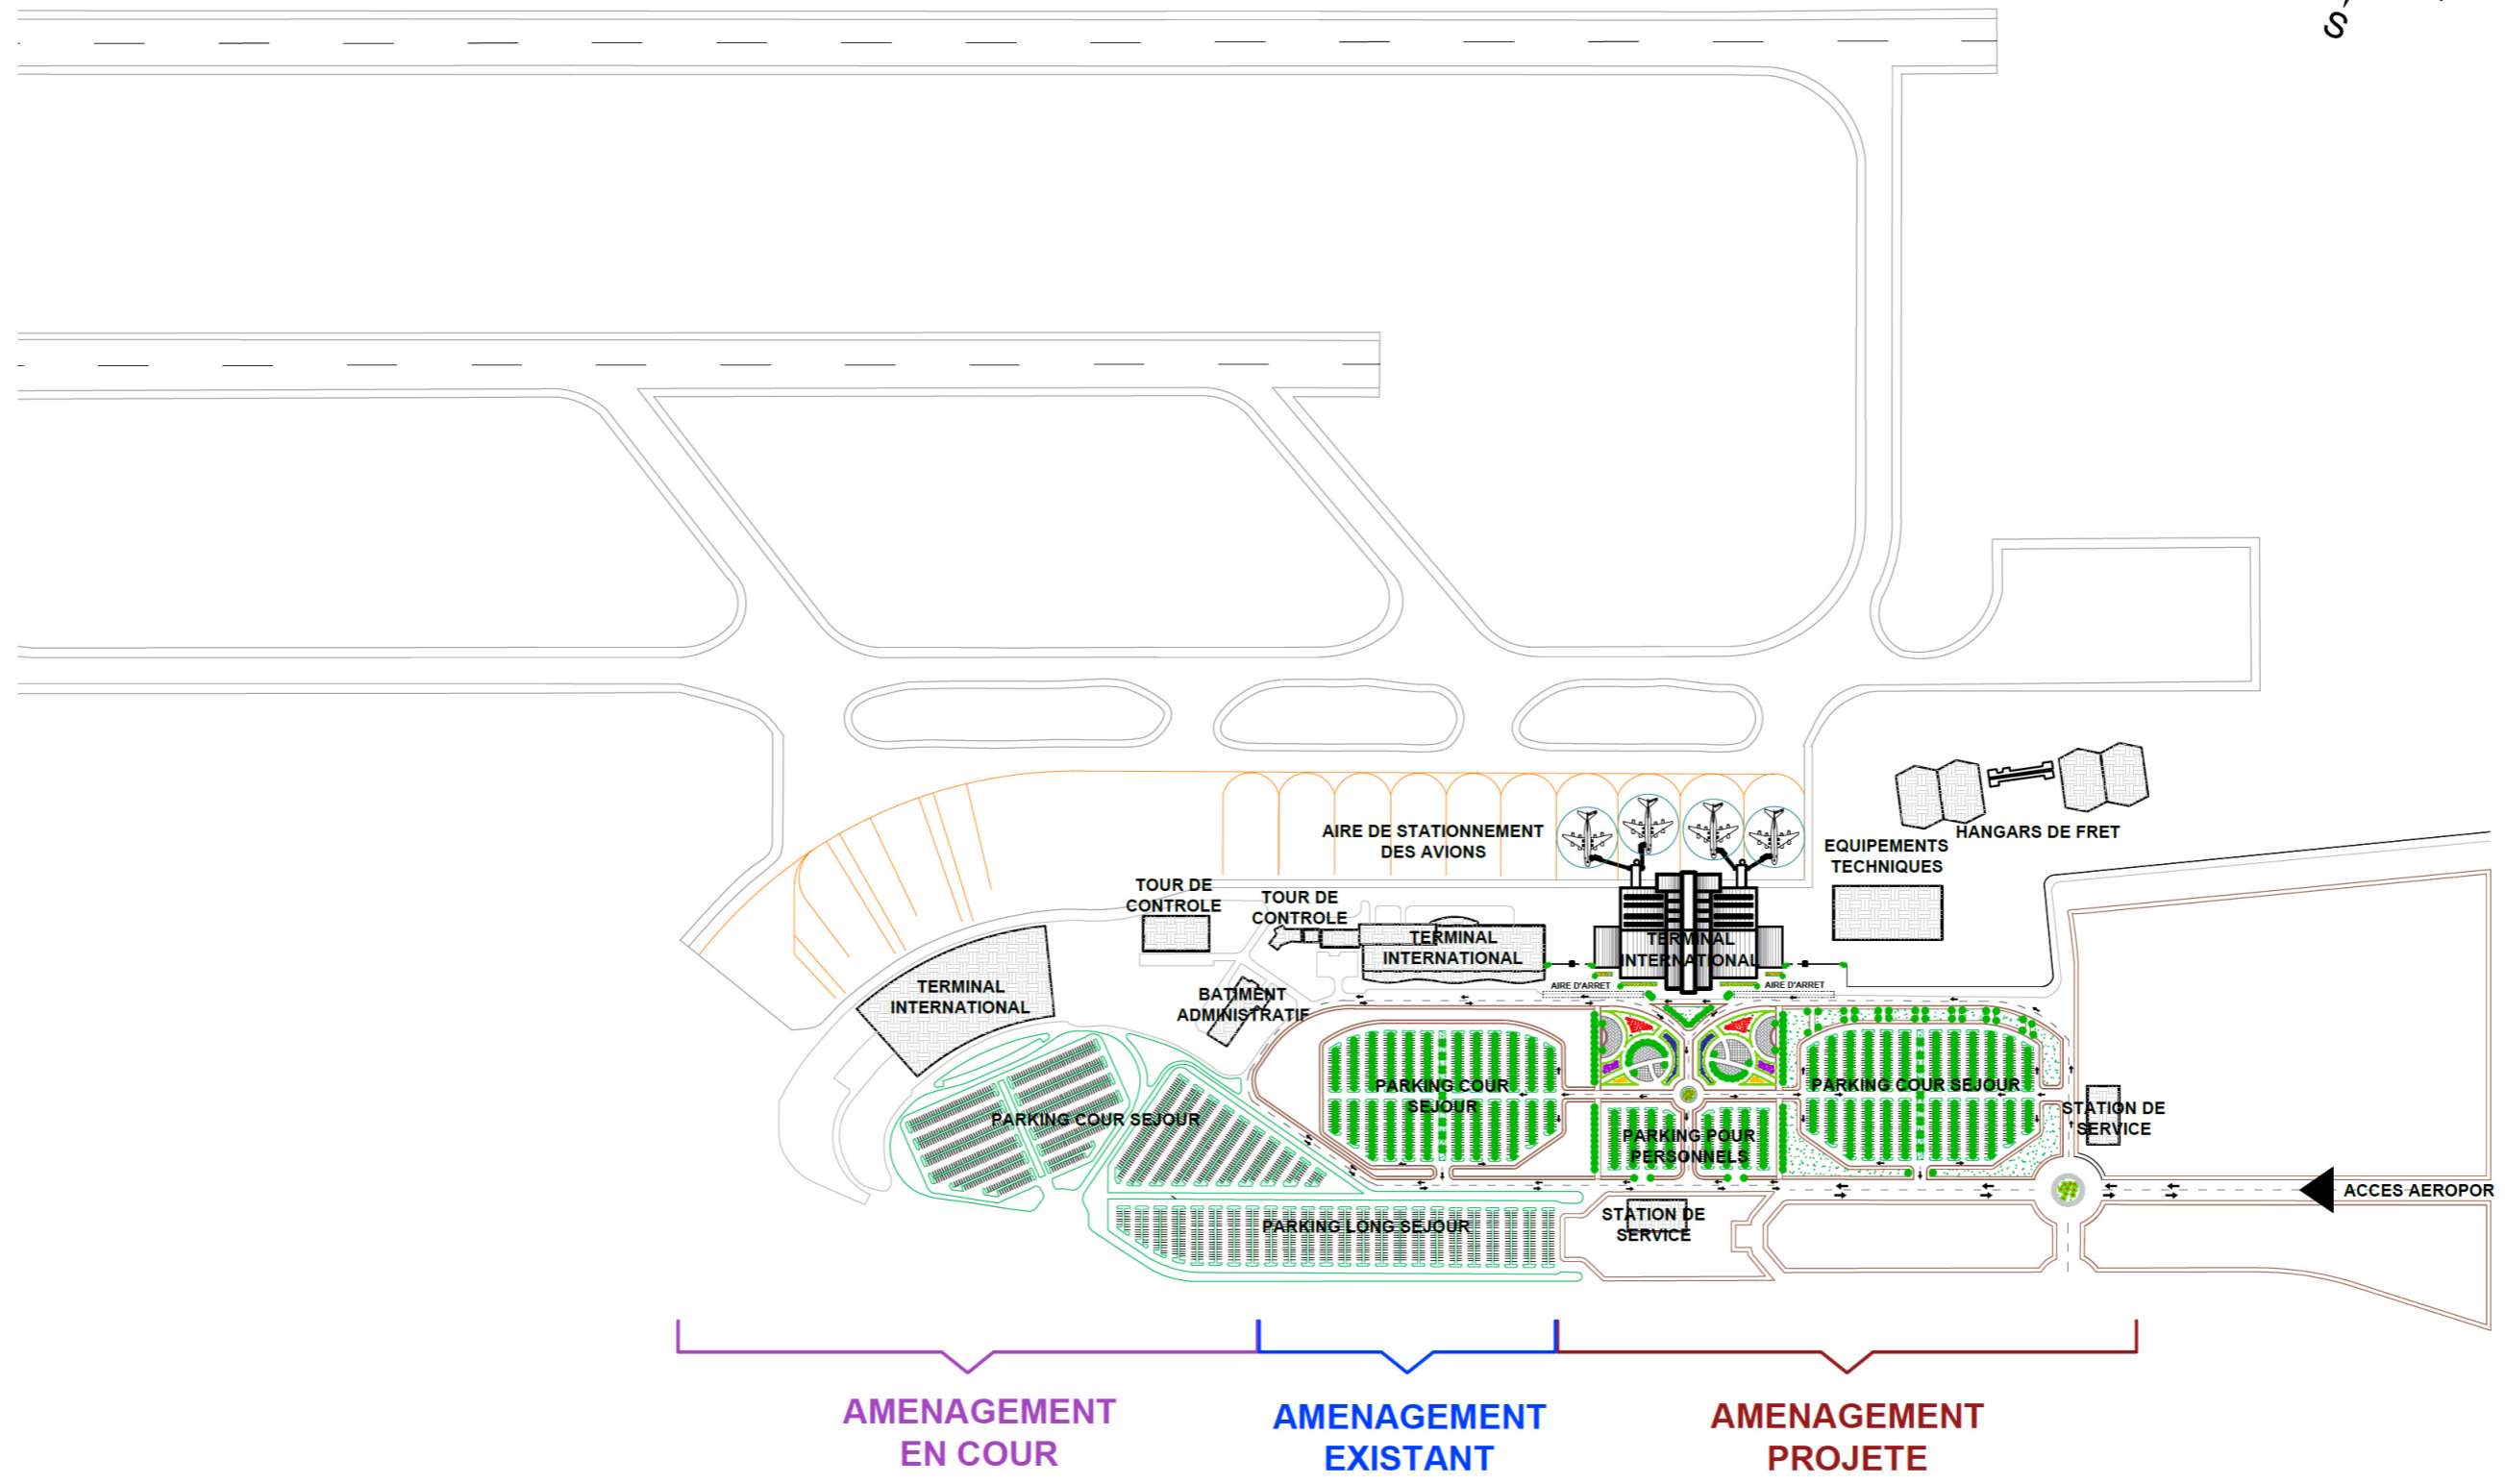 S
AIRE DE STATIONNEMENT
DES AVIONS
HANGARS DE FRET
EQUIPEMENTS
TECHNIQUES
TOUR DE
CONTROLE
TOUR DE
CONTROLE
TERMINAL
INTERNATIONAL
TERMINAL
INTERNATIONAL
TERMINAL
INTERNATIONAL
BATIMENT
ADMINISTRATIF
AIRE D'ARRET
AIRE D'ARRET
PARKING COUR SEJOUR
PARKING COUR
SEJOUR
PARKING COUR SEJOUR
STATION DE
SERVICE
PARKING POUR
PERSONNELS
ACCES AEROPOR
PARKING LONG SEJOUR
STATION DE
SERVICE
AMENAGEMENT
EN COUR
AMENAGEMENT
EXISTANT
AMENAGEMENT
PROJETE